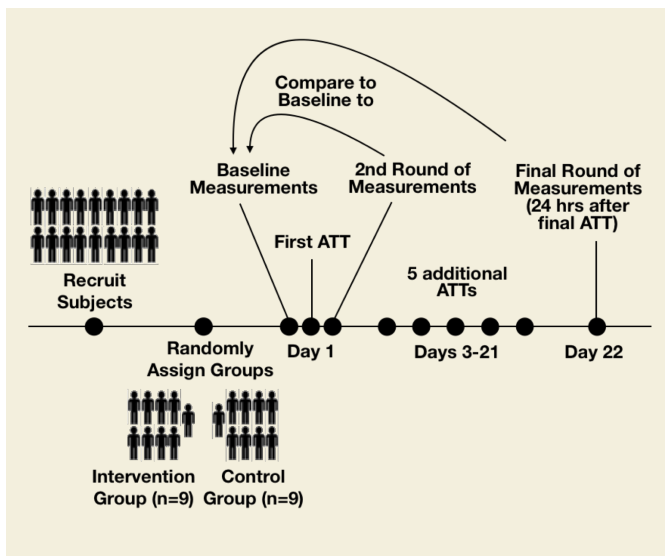 Compare to
Baseline to
Baseline
Measurements
2nd Round of
Measurements
Final Round of
Measurements
(24 hrs after
final ATT)
First ATT
5 additional
ATTs
Recruit
Subjects
Randomly
Assign Groups
Day 1
Days 3-21
Day 22
Intervention
Group (n=9)
Control
Group (n=9)